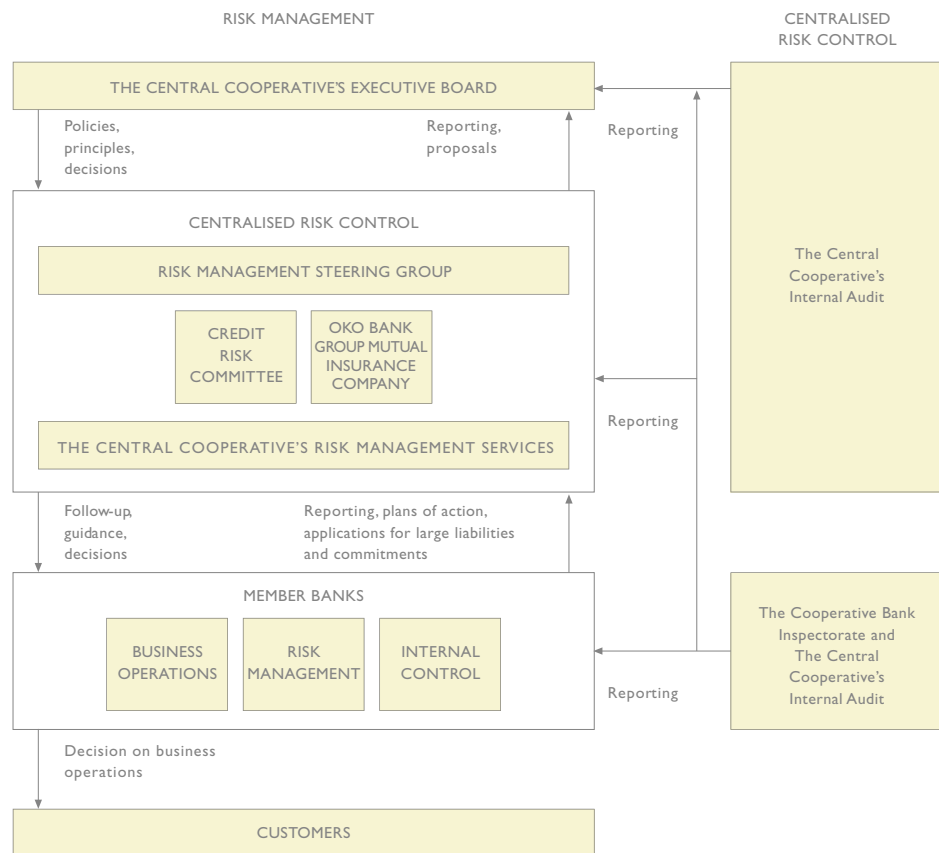 RISK MANAGEMENT
CENTRALISED
RISK CONTROL
THE CENTRAL COOPERATIVE'S EXECUTIVE BOARD
Policies,
principles,
decisions
Reporting,
proposals
Reporting
CENTRALISED RISK CONTROL
RISK MANAGEMENT STEERING GROUP
CREDIT
RISK
COMMITTEE
OKO BANK
GROUP MUTUAL
INSURANCE
COMPANY
The Central
Cooperative's
Internal Audit
Reporting
THE CENTRAL COOPERATIVE'S RISK MANAGEMENT SERVICES
Follow-up,
guidance,
decisions
Reporting, plans of action,
applications for large liabilities
and commitments
MEMBER BANKS
BUSINESS
OPERATIONS
RISK
MANAGEMENT
INTERNAL
CONTROL
The Cooperative Bank
Inspectorate and
The Central
Cooperative's
Internal Audit
Reporting
Decision on business
operations
CUSTOMERS